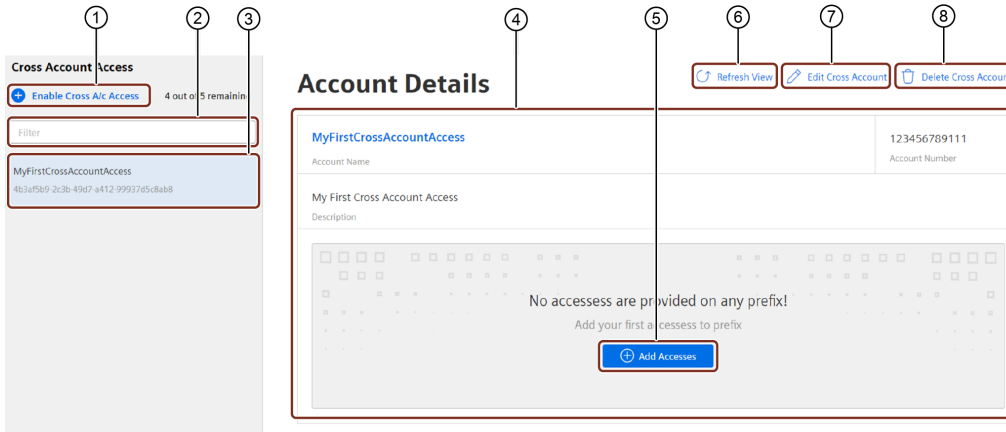 1 2 3 4 5 6 7 8
Cross Account Access
Enable Cross A/c Access 4 out of 5 remaining
Filter
MyFirstCrossAccountAccess
4b3af5b9-2c3b-49d7-a412-99937d5c8ab8
Account Details
Refresh View Edit Cross Account Delete Cross Accoun
MyFirstCrossAccountAccess 123456789111
Account Name Account Number
My First Cross Account Access
Description
No accessess are provided on any prefix!
Add your first accessess to prefix
Add Accesses